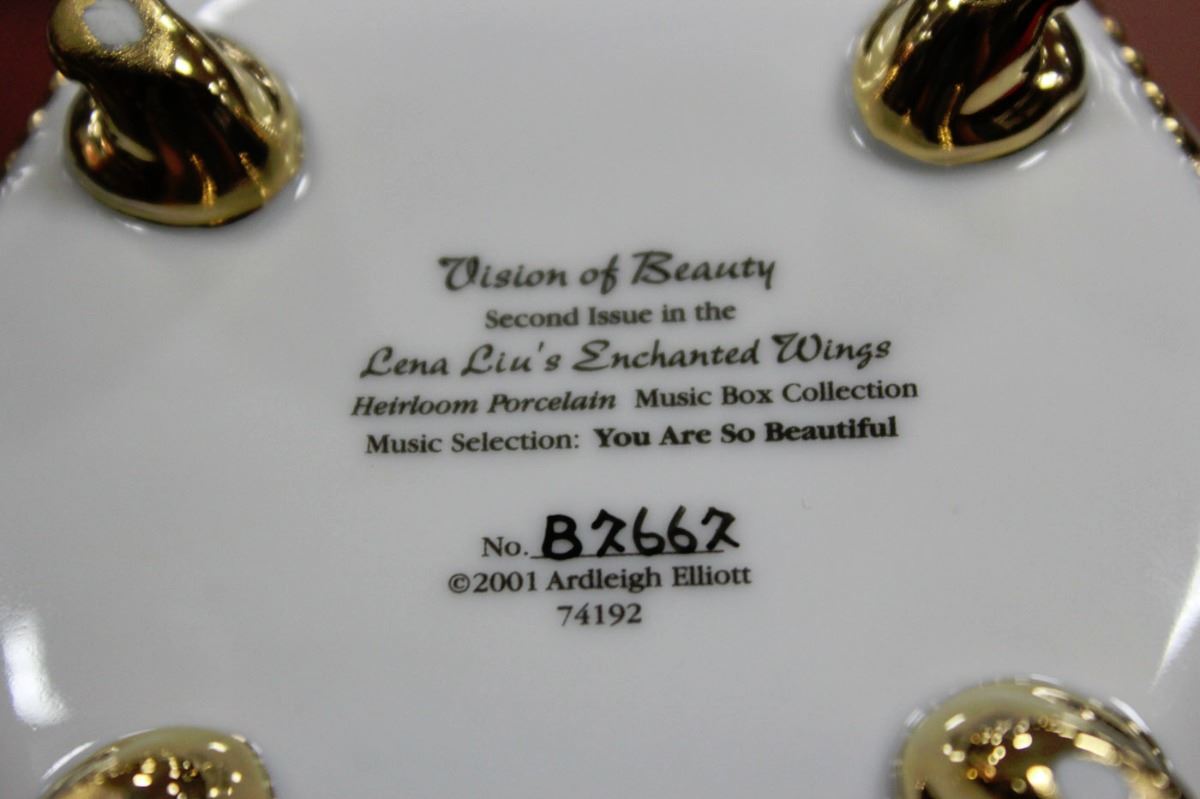 Vision of Beauty
Second Issue in the
Lena Liu's Enchanted Wings
Heirloom Porcelain Music Box Collection
Music Selection: You Are So Beautiful
No. B2662
©2001 Ardleigh Elliott
74192